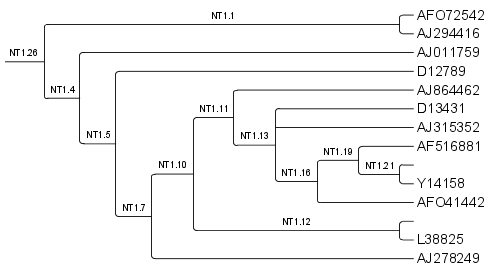 NT1.1
AFO72542
AJ294416
NT1.26
AJ011759
D12789
NT1.4
AJ864462
NT1.11
D13431
AJ315352
NT1.5
NT1.13
AF516881
NT1.19
NT1.10
NT1.21
NT1.16
Y14158
AFO41442
NT1.7
NT1.12
L38825
AJ278249